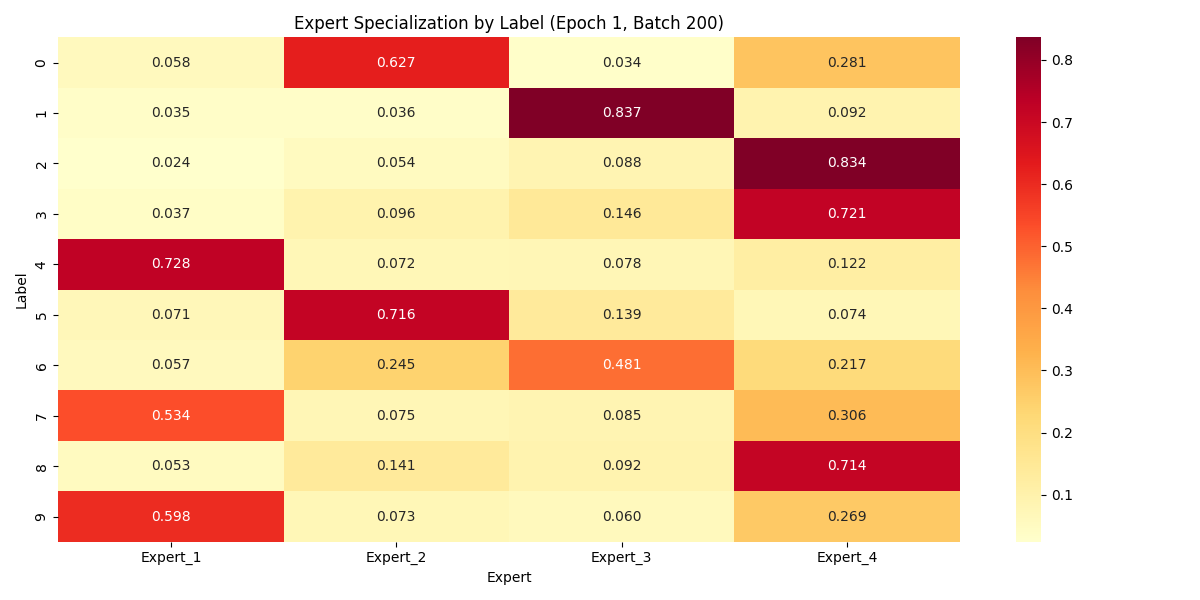 Expert Specialization by Label (Epoch 1, Batch 200)
0 0.058 0.627 0.034 0.281
1 0.035 0.036 0.837 0.092
2 0.024 0.054 0.088 0.834
3 0.037 0.096 0.146 0.721
4 0.728 0.072 0.078 0.122
5 0.071 0.716 0.139 0.074
6 0.057 0.245 0.481 0.217
7 0.534 0.075 0.085 0.306
8 0.053 0.141 0.092 0.714
9 0.598 0.073 0.060 0.269
Label
Expert_1 Expert_2 Expert_3 Expert_4
Expert
0.8
0.7
0.6
0.5
0.4
0.3
0.2
0.1